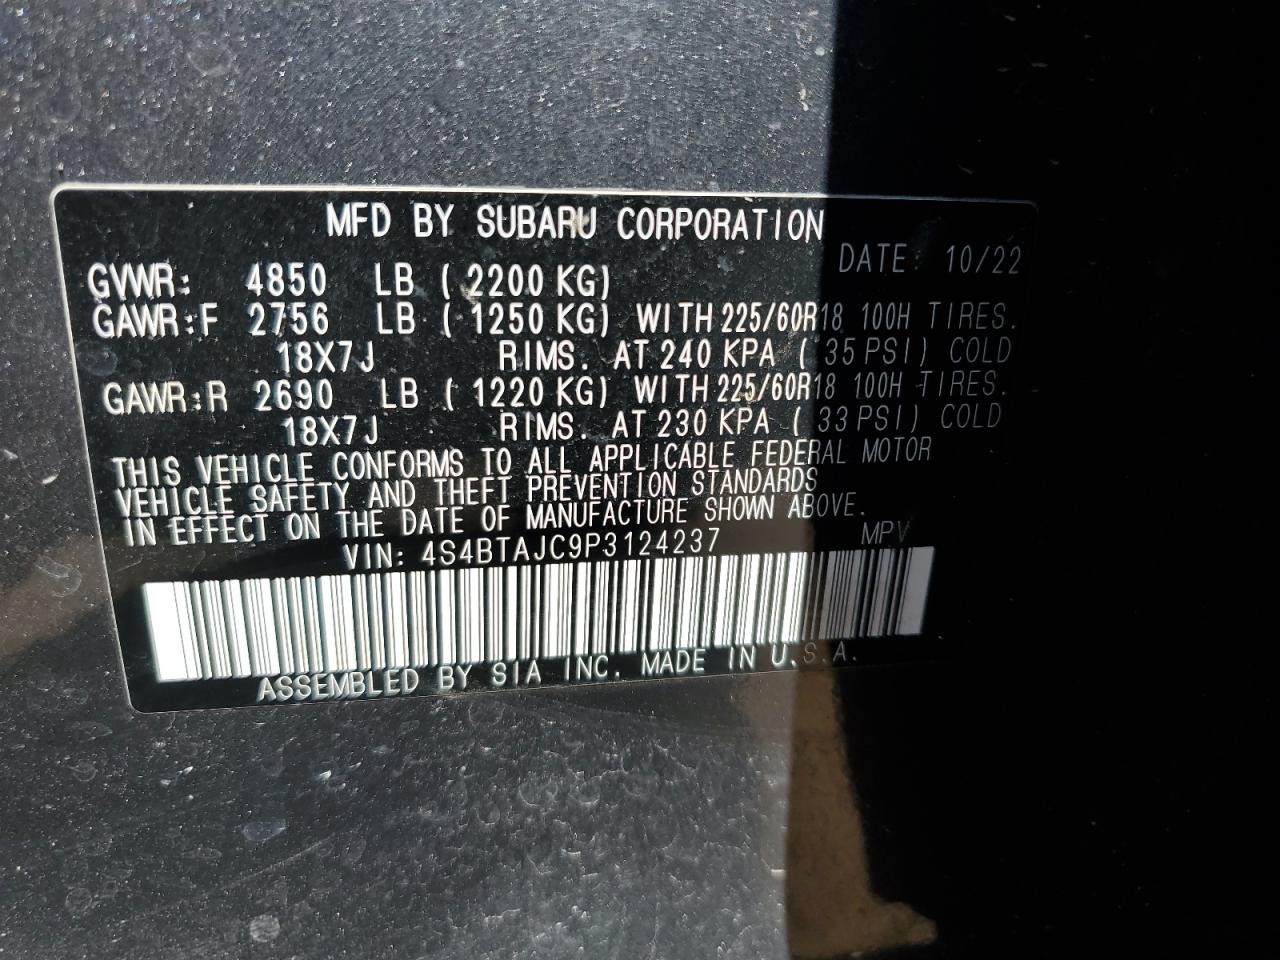 MFD BY SUBARU CORPORATION
DATE: 10/22
GVWR: 4850 LB ( 2200 KG)
GAWR:F 2756 LB ( 1250 KG) WITH 225/60R18 100H TIRES.
18X7J RIMS. AT 240 KPA ( 35 PSI) COLD
GAWR:R 2690 LB ( 1220 KG) WITH 225/60R18 100H TIRES.
18X7J RIMS. AT 230 KPA ( 33 PSI) COLD
THIS VEHICLE CONFORMS TO ALL APPLICABLE FEDERAL MOTOR
VEHICLE SAFETY AND THEFT PREVENTION STANDARDS
IN EFFECT ON THE DATE OF MANUFACTURE SHOWN ABOVE.
VIN: 4S4BTAJC9P3124237 MPV
ASSEMBLED BY SIA INC. MADE IN U.S.A.